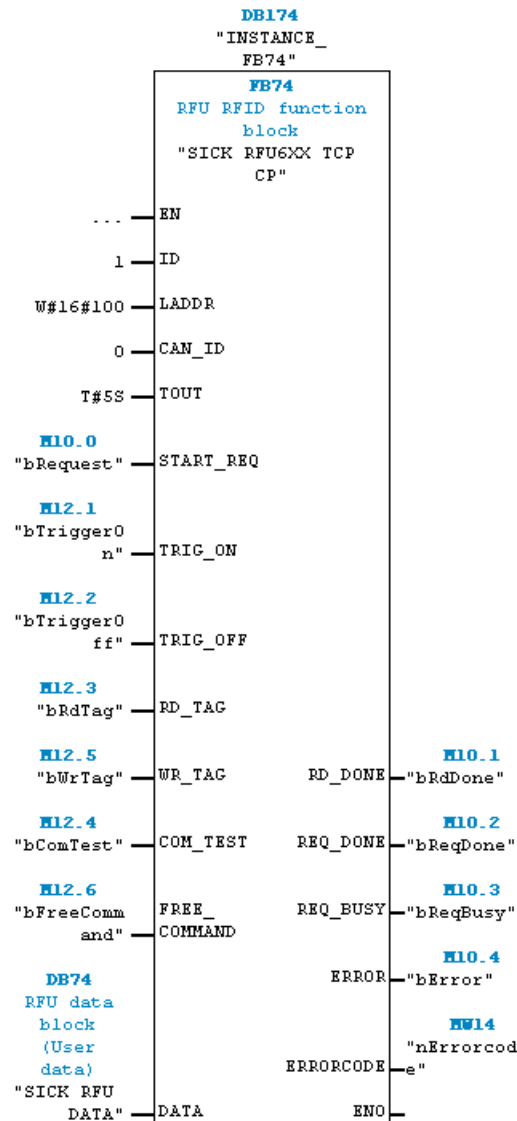 DB174
"INSTANCE_
FB74"
FB74
RFU RFID function
block
"SICK RFU6XX TCP
CP"
... EN
1 ID
W#16#100 LADDR
0 CAN_ID
T#5S TOUT
M10.0
"bRequest" START_REQ
M12.1
"bTriggerO
n" TRIG_ON
M12.2
"bTriggerO
ff" TRIG_OFF
M12.3
"bRdTag" RD_TAG
M12.5 M10.1
"bWrTag" WR_TAG RD_DONE "bRdDone"
M12.4 M10.2
"bComTest" COM_TEST REQ_DONE "bReqDone"
M12.6 M10.3
"bFreeComm FREE_ REQ_BUSY "bReqBusy"
and" COMMAND
M10.4
DB74 ERROR "bError"
RFU data
block MW14
(User "nErrorcod
data) ERRORCODE e"
"SICK RFU
DATA" DATA ENO